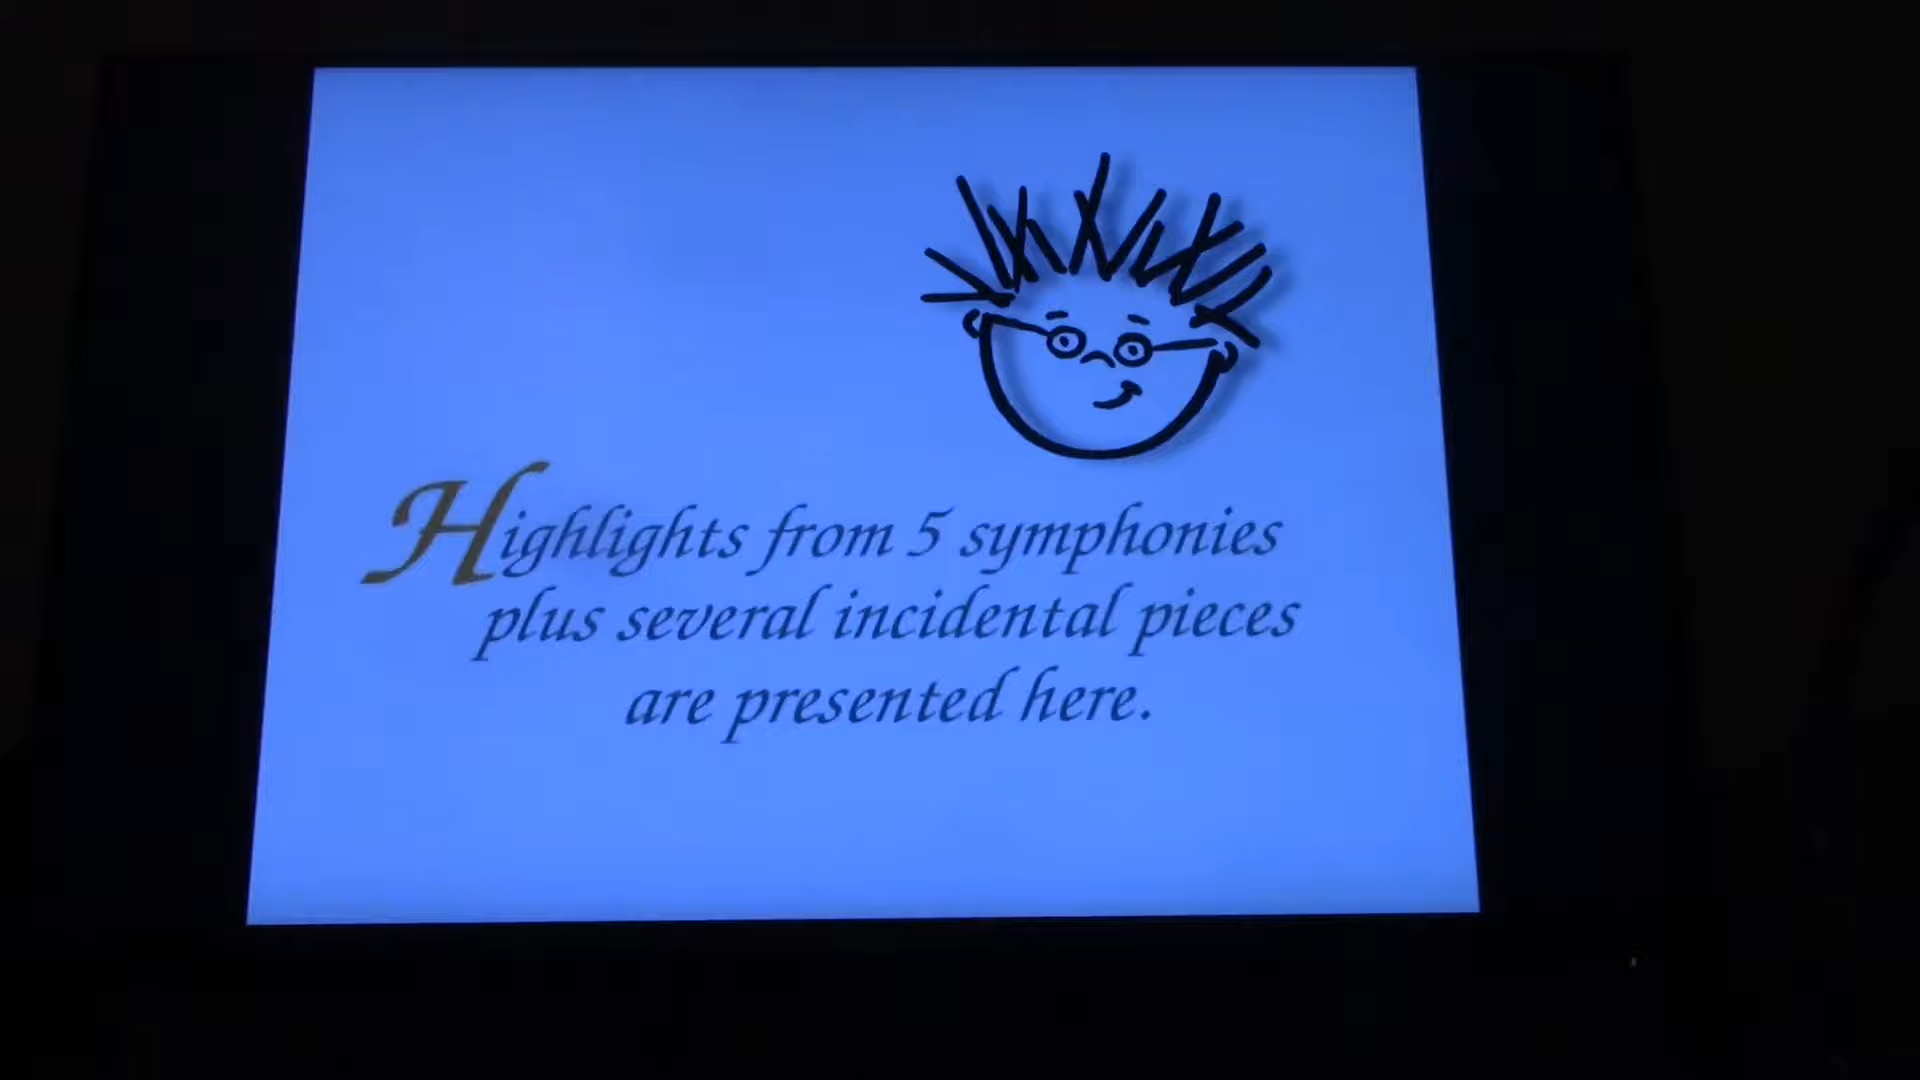 Highlights from 5 symphonies
plus several incidental pieces
are presented here.